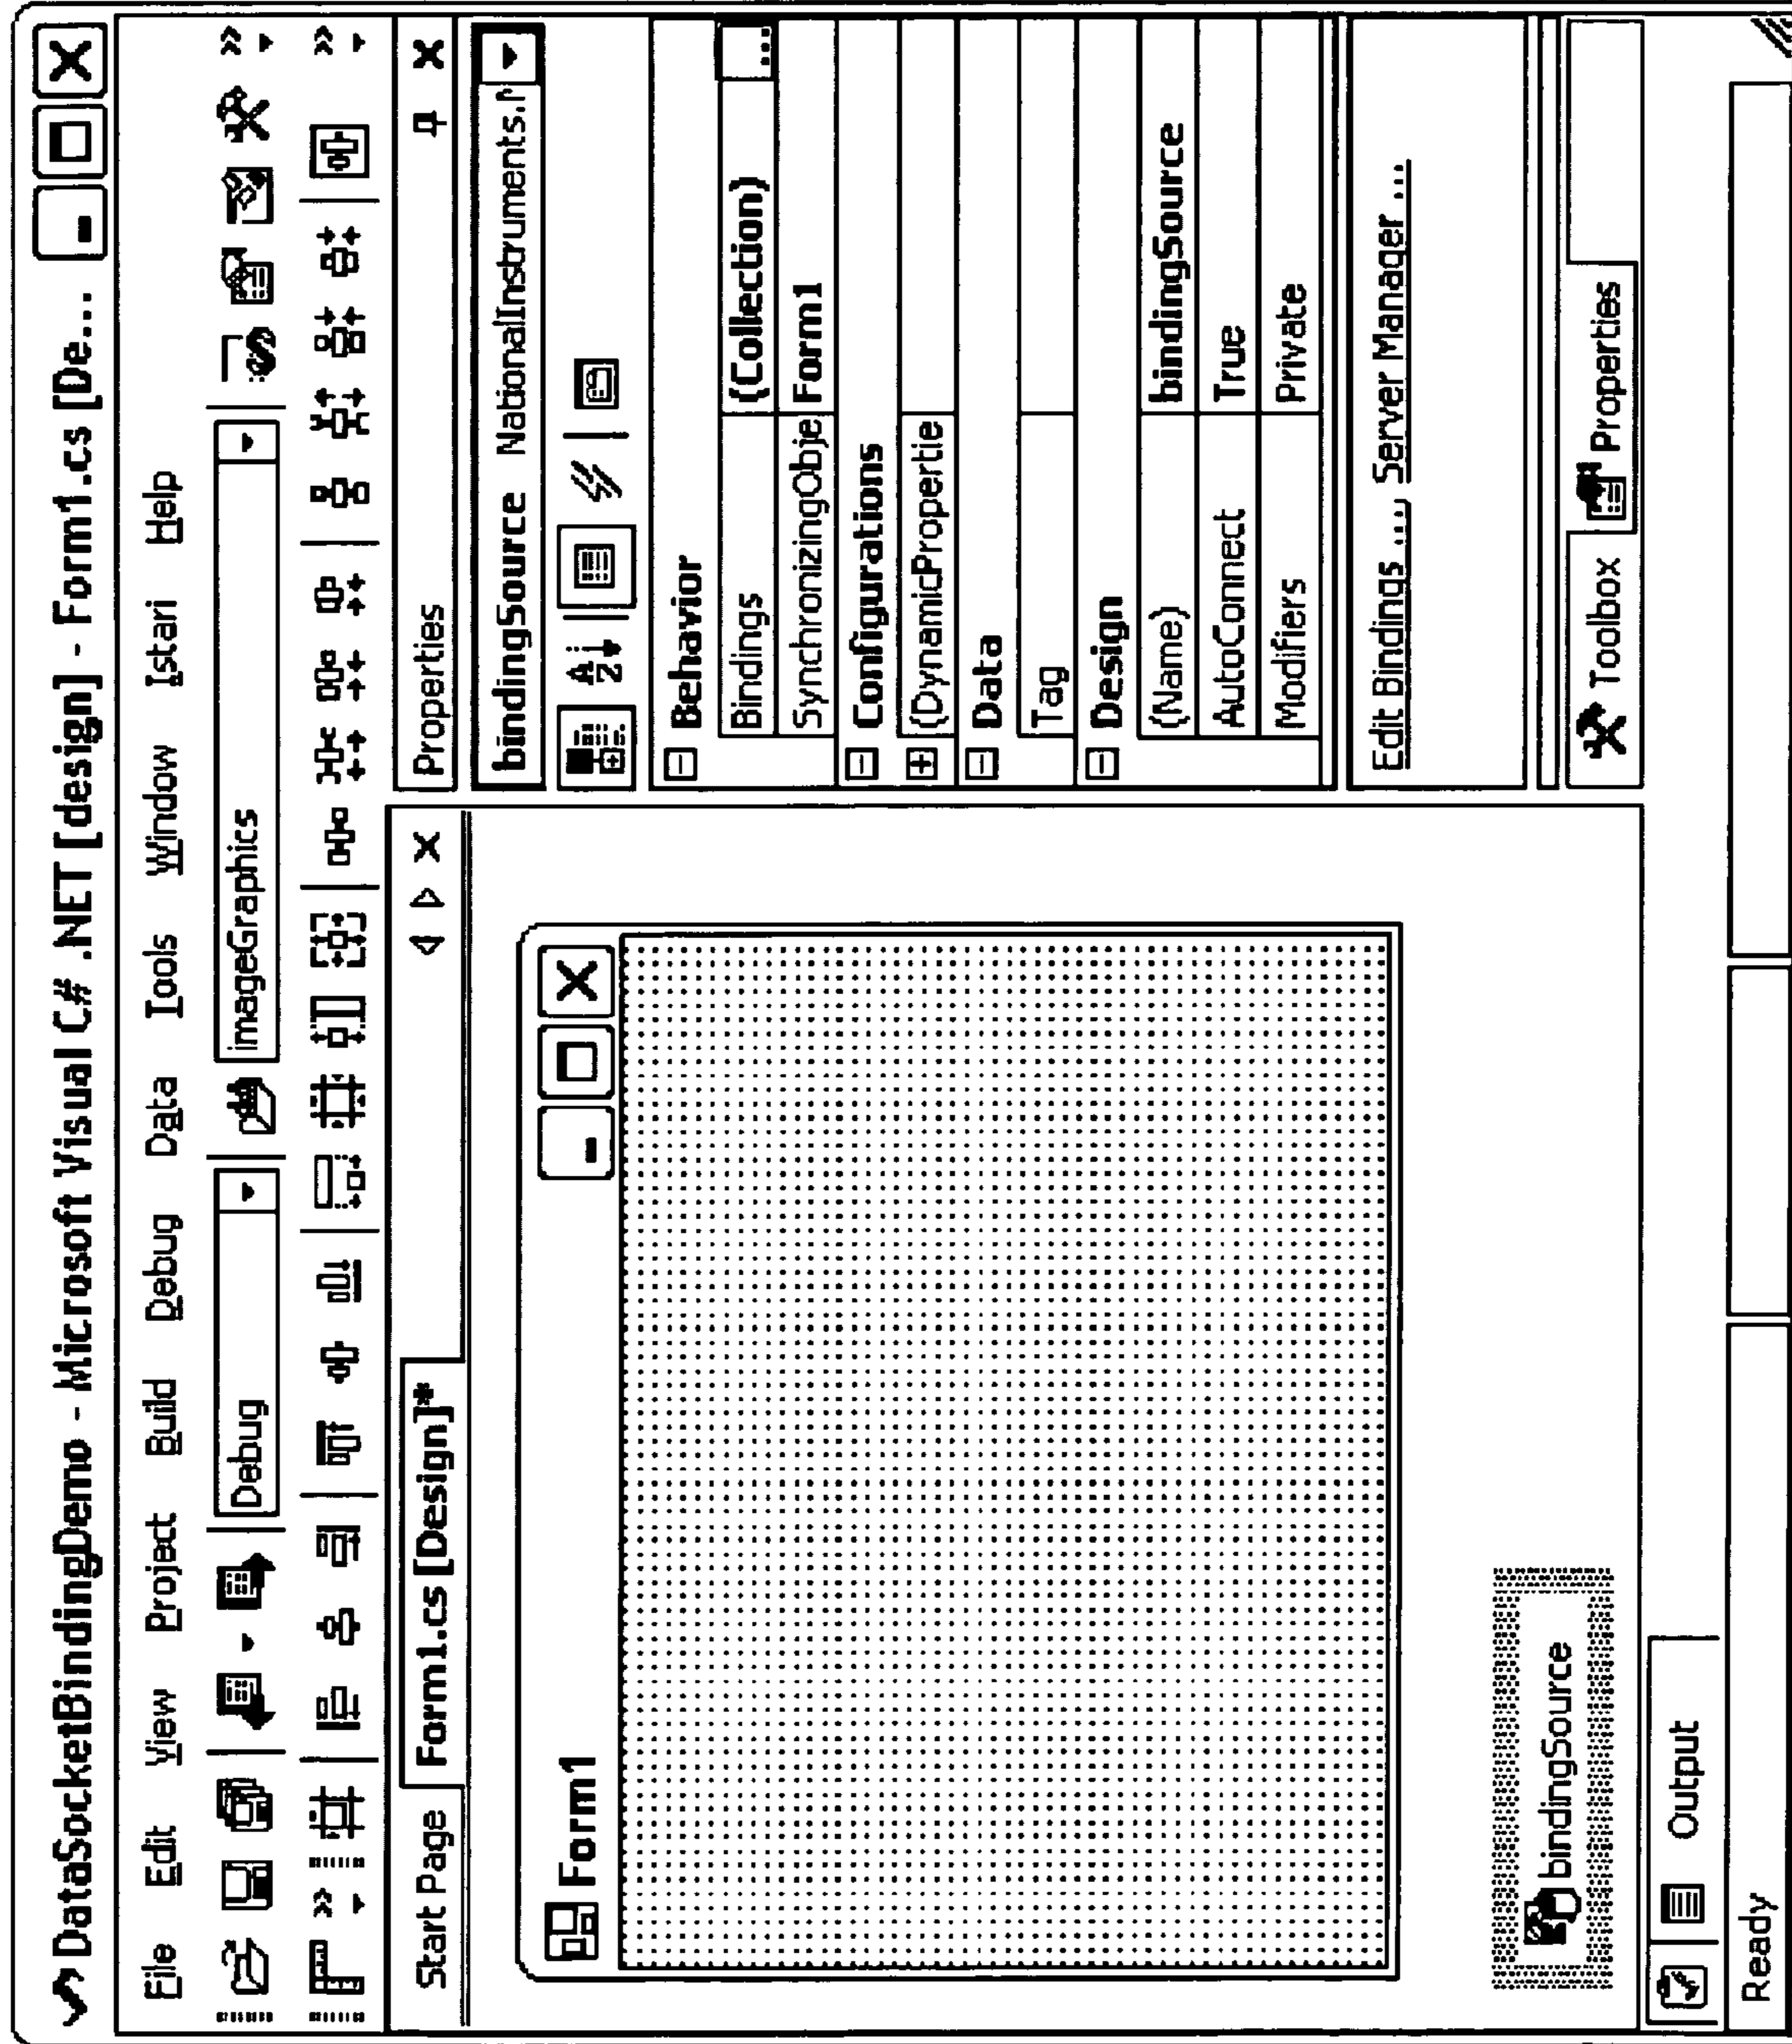 DataSocketBindingDemo - Microsoft Visual C# .NET [design] - Form1.cs [De...
File Edit View Project Build Debug Data Tools Window Istari Help
Debug imageGraphics
Start Page Form1.cs [Design]*
Form1
bindingSource
Properties
bindingSource NationalInstruments.N
Behavior
Bindings (Collection) ...
SynchronizingObje Form1
Configurations
(DynamicPropertie
Data
Tag
Design
(Name) bindingSource
AutoConnect True
Modifiers Private
Edit Bindings ..., Server Manager ...
Toolbox Properties
Output
Ready